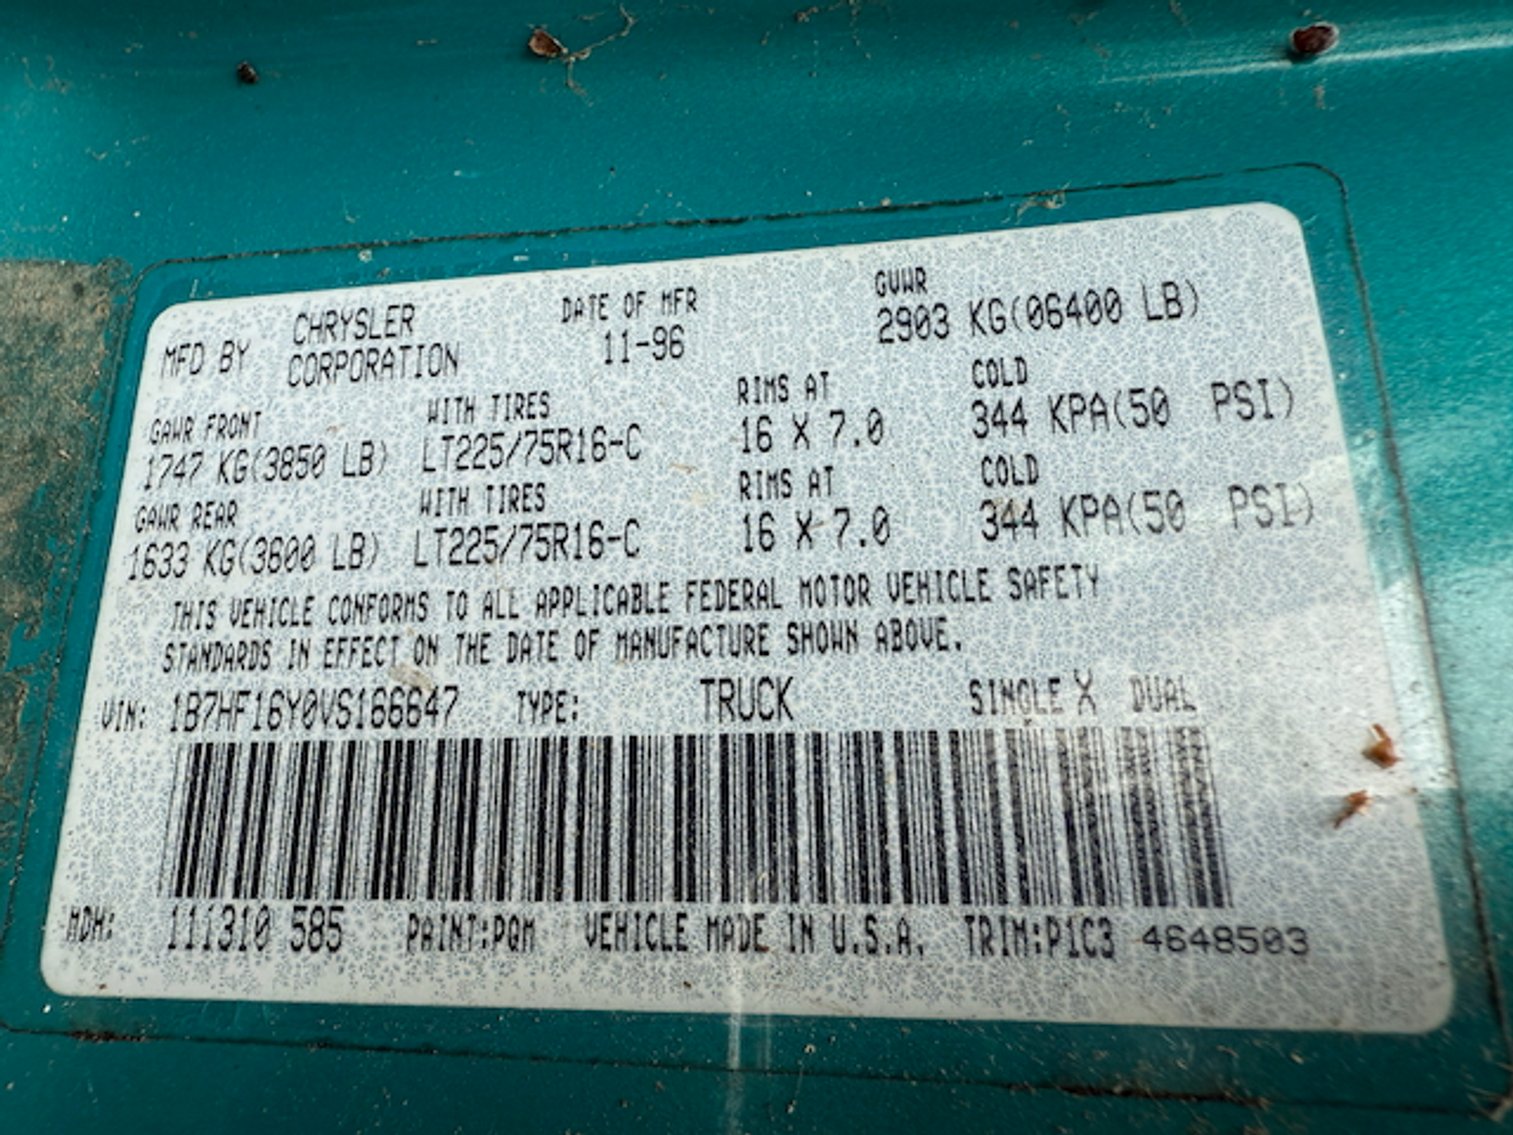 MFD BY CHRYSLER CORPORATION DATE OF MFR 11-96 GVWR 2903 KG(06400 LB)
GAWR FRONT WITH TIRES RIMS AT COLD
1747 KG(3850 LB) LT225/75R16-C 16 X 7.0 344 KPA(50 PSI)
GAWR REAR WITH TIRES RIMS AT COLD
1633 KG(3600 LB) LT225/75R16-C 16 X 7.0 344 KPA(50 PSI)
THIS VEHICLE CONFORMS TO ALL APPLICABLE FEDERAL MOTOR VEHICLE SAFETY
STANDARDS IN EFFECT ON THE DATE OF MANUFACTURE SHOWN ABOVE.
VIN: 1B7HF16Y0VS166647 TYPE: TRUCK SINGLE X DUAL
MDH: 111310 585 PAINT:PQM VEHICLE MADE IN U.S.A. TRIM:P1C3 4648503